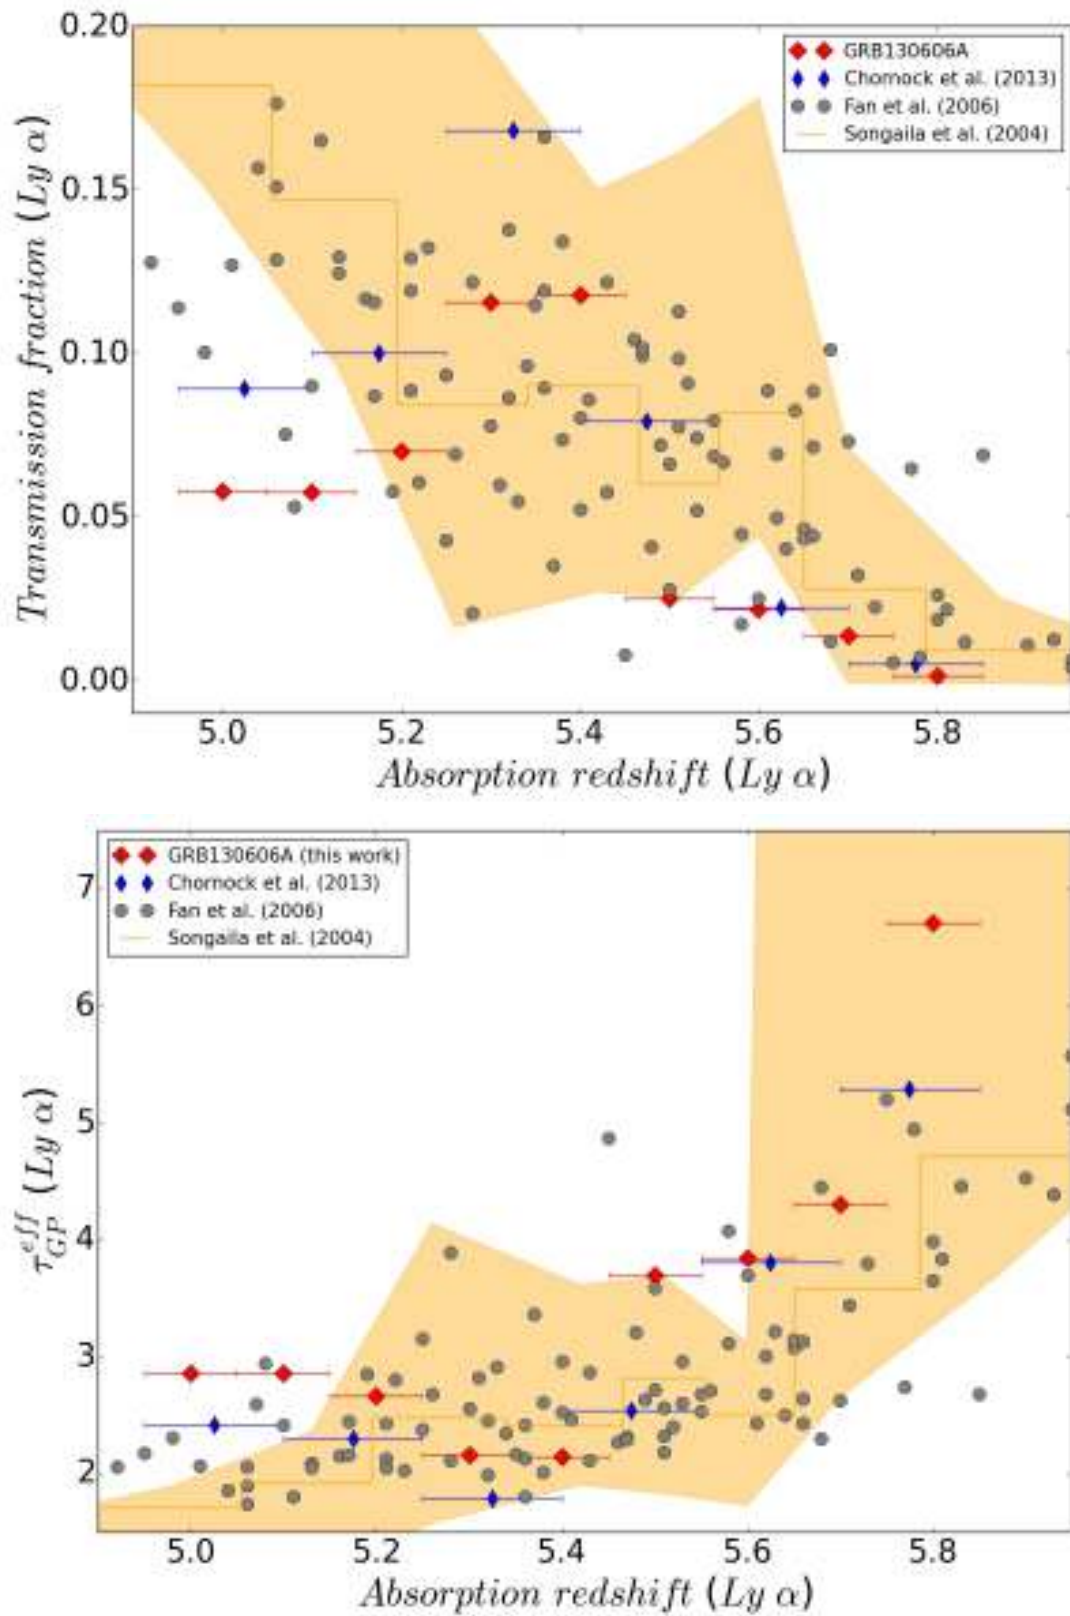 0.20
0.15
0.10
0.05
0.00
Transmission fraction (Ly α)
GRB130606A
Chornock et al. (2013)
Fan et al. (2006)
Songaila et al. (2004)
5.0 5.2 5.4 5.6 5.8
Absorption redshift (Ly α)
7
6
5
4
3
2
τ_{GP}^{eff} (Ly α)
GRB130606A (this work)
Chornock et al. (2013)
Fan et al. (2006)
Songaila et al. (2004)
5.0 5.2 5.4 5.6 5.8
Absorption redshift (Ly α)